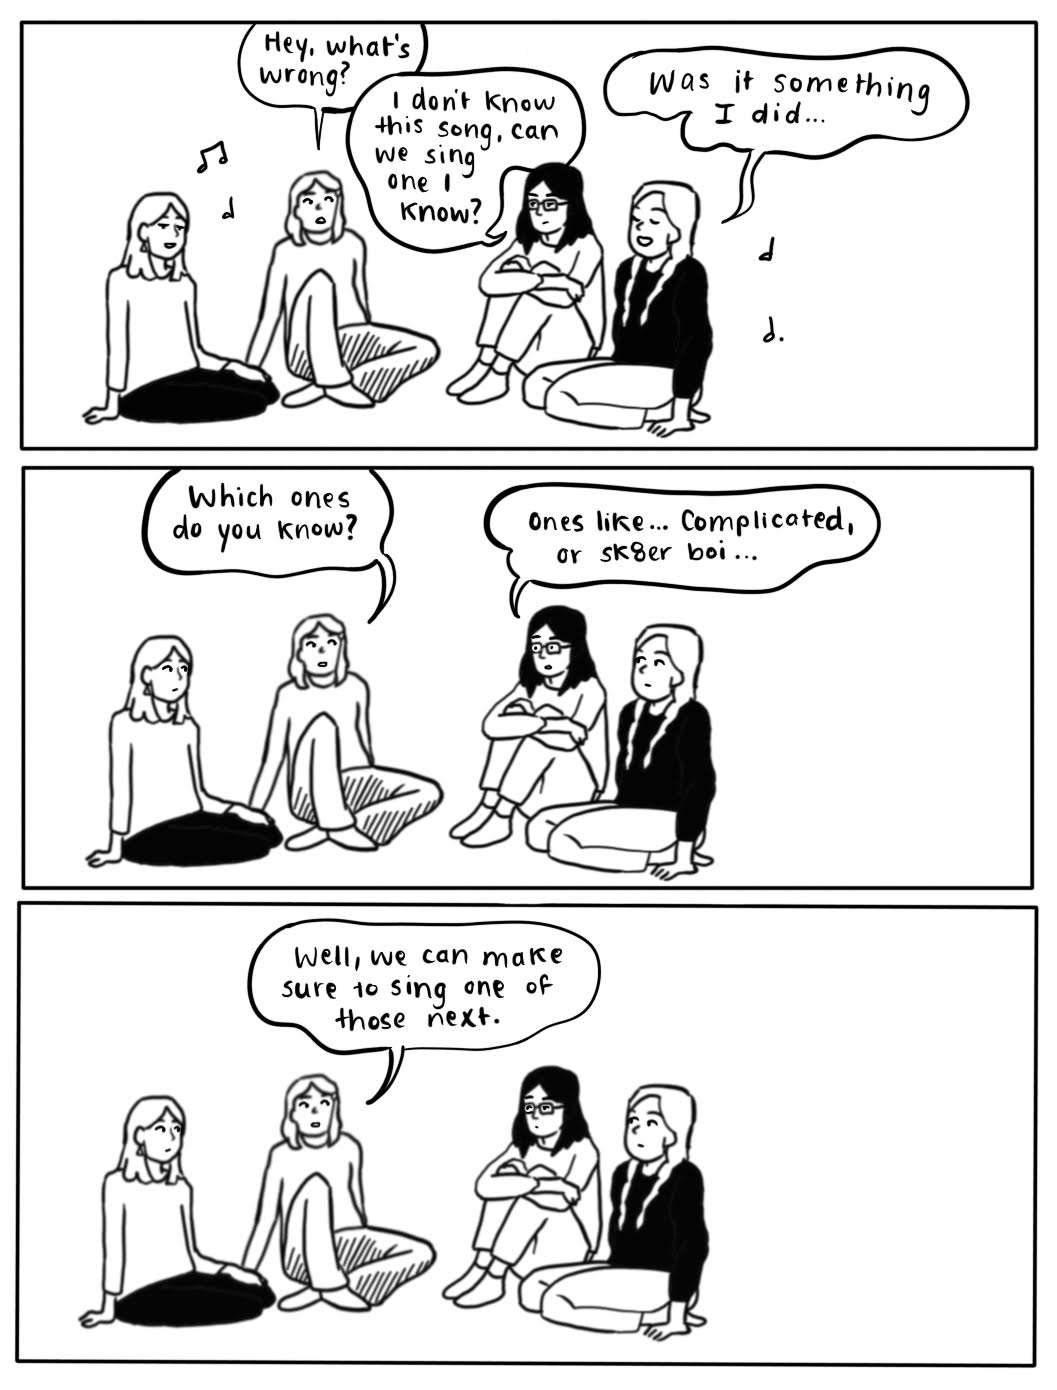 Hey, what's
wrong?
I don't know
this song, can
we sing
one I
know?
Was it something
I did...
Which ones
do you know?
Ones like... Complicated,
or sk8er boi...
Well, we can make
sure to sing one of
those next.